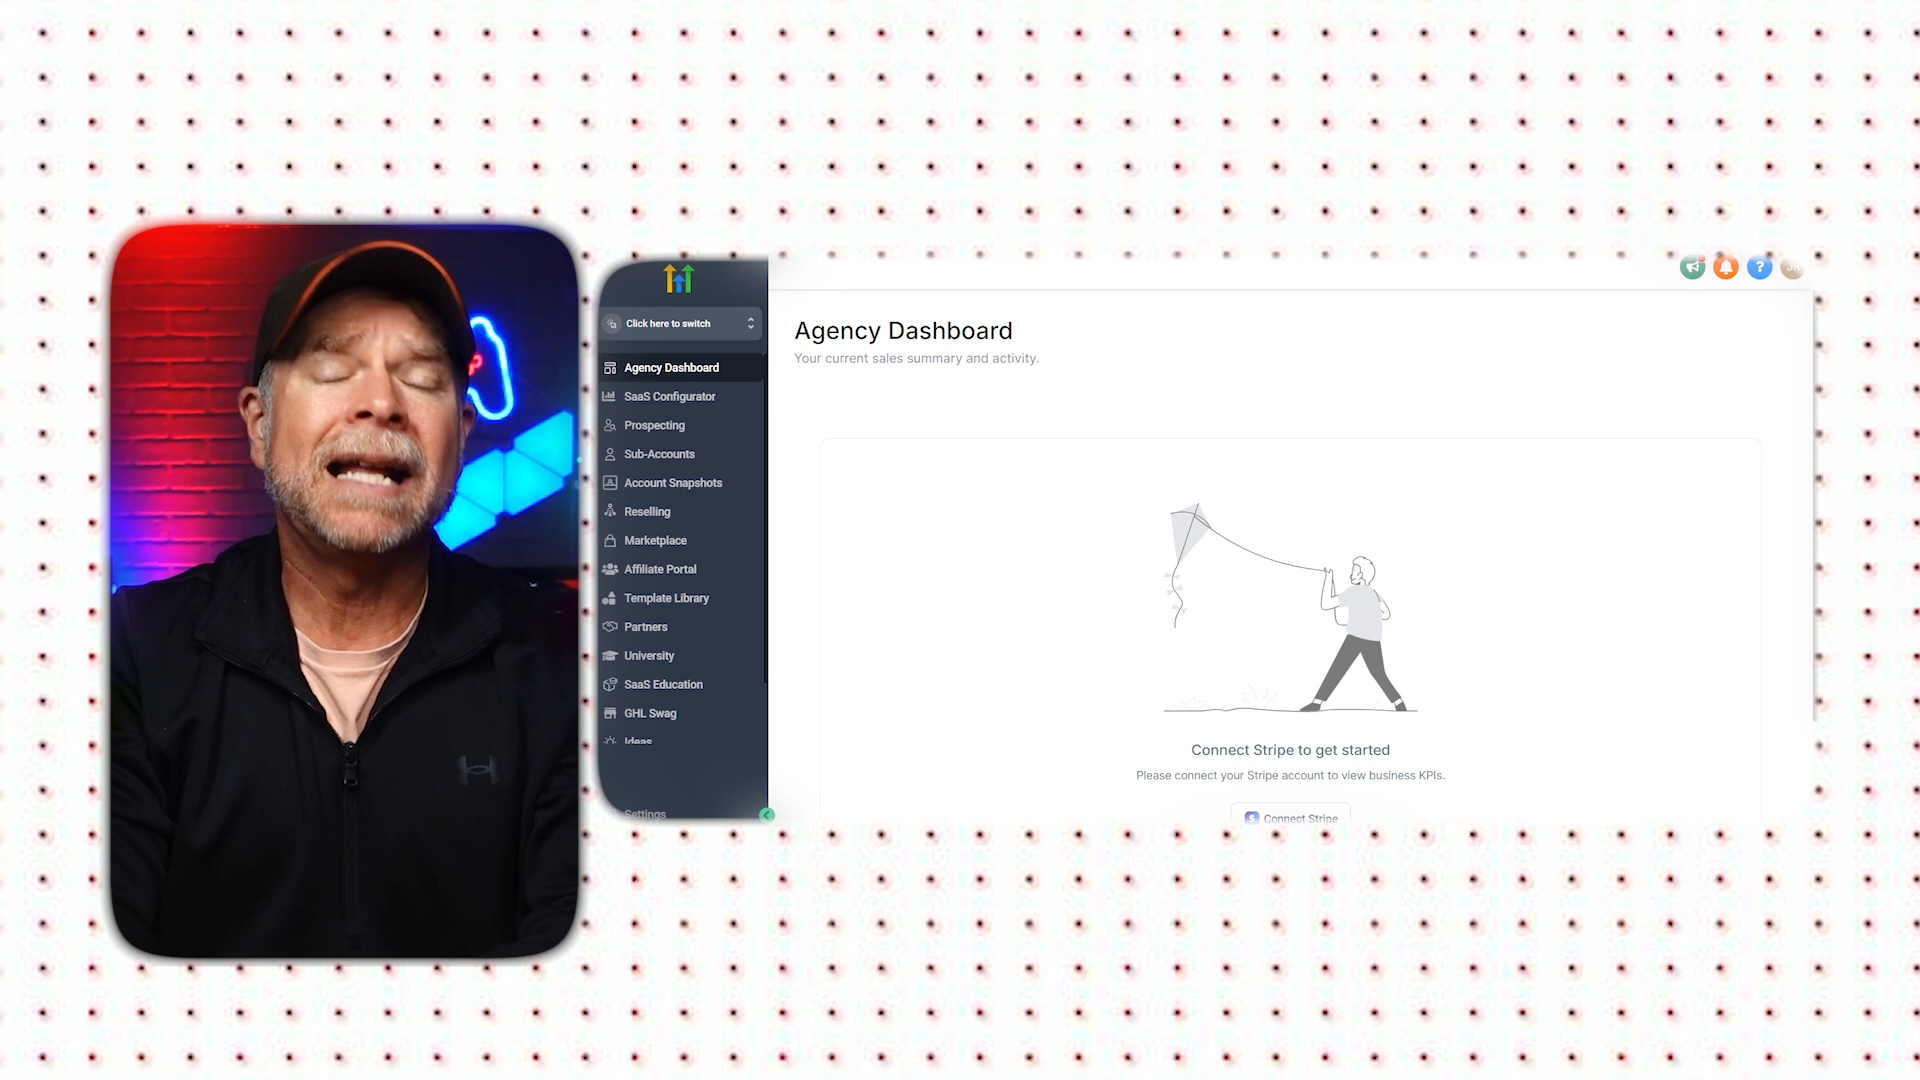 Click here to switch
Agency Dashboard
SaaS Configurator
Prospecting
Sub-Accounts
Account Snapshots
Reselling
Marketplace
Affiliate Portal
Template Library
Partners
University
SaaS Education
GHL Swag
Ideas
Settings
?
Agency Dashboard
Your current sales summary and activity.
Connect Stripe to get started
Please connect your Stripe account to view business KPIs.
S Connect Stripe